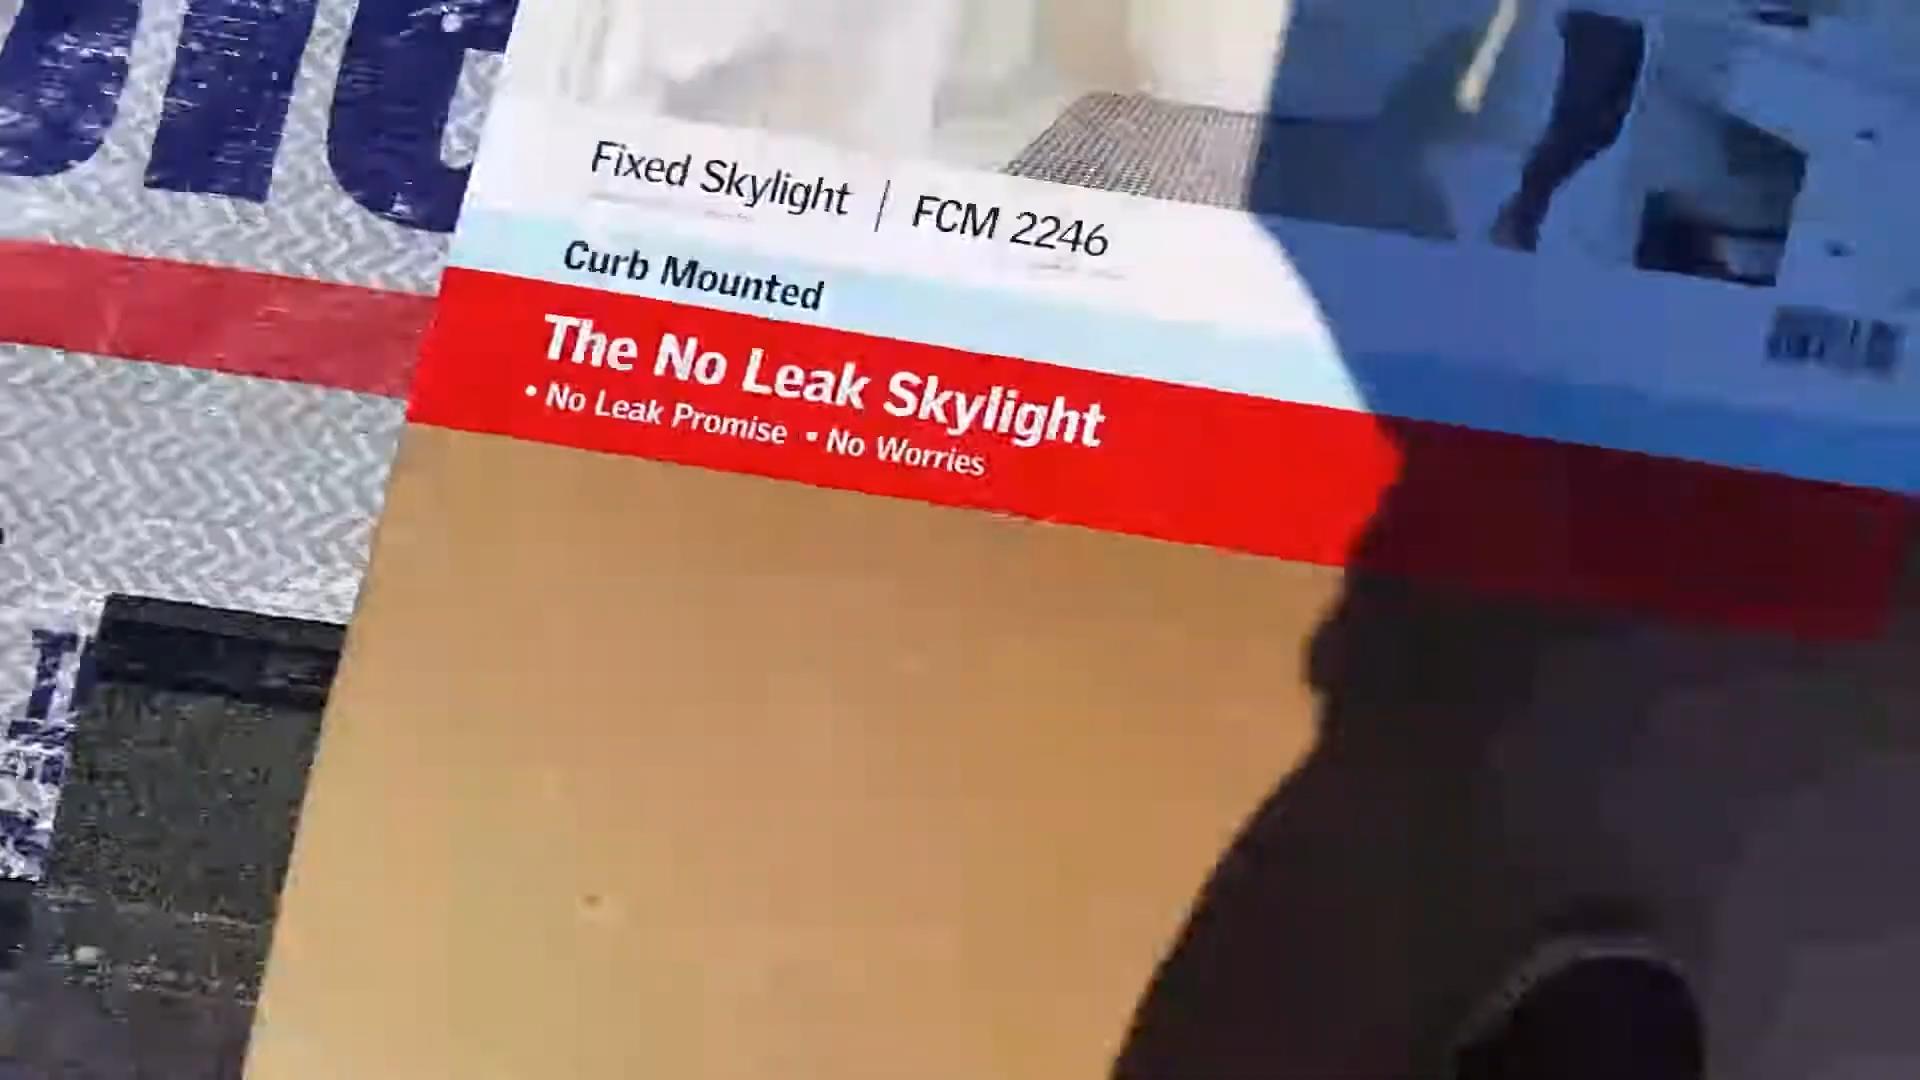 Fixed Skylight | FCM 2246
Curb Mounted
The No Leak Skylight
• No Leak Promise • No Worries